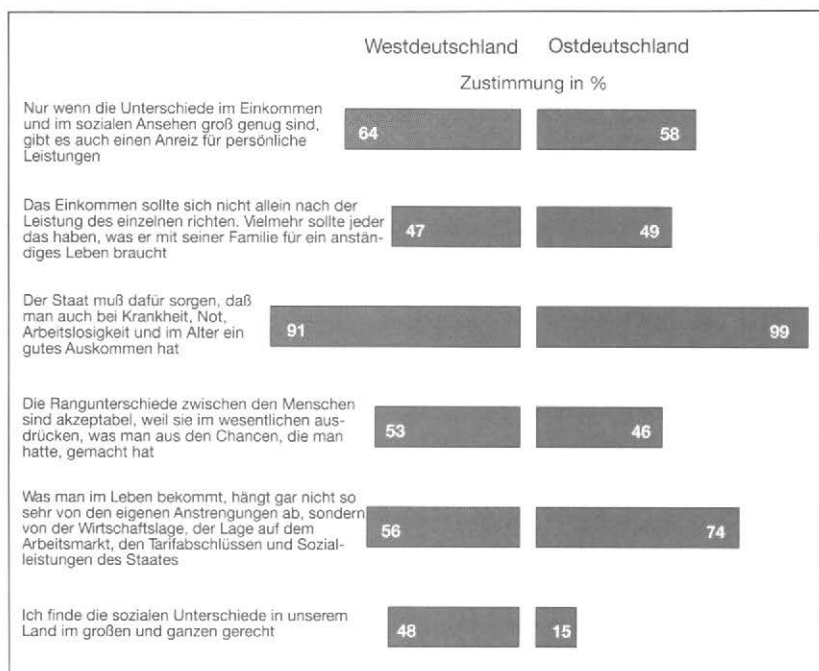 Westdeutschland Ostdeutschland
Zustimmung in %
Nur wenn die Unterschiede im Einkommen
und im sozialen Ansehen groß genug sind,
gibt es auch einen Anreiz für persönliche
Leistungen
64 58
Das Einkommen sollte sich nicht allein nach der
Leistung des einzelnen richten. Vielmehr sollte jeder
das haben, was er mit seiner Familie für ein anstän-
diges Leben braucht
47 49
Der Staat muß dafür sorgen, daß
man auch bei Krankheit, Not,
Arbeitslosigkeit und im Alter ein
gutes Auskommen hat
91 99
Die Rangunterschiede zwischen den Menschen
sind akzeptabel, weil sie im wesentlichen aus-
drücken, was man aus den Chancen, die man
hatte, gemacht hat
53 46
Was man im Leben bekommt, hängt gar nicht so
sehr von den eigenen Anstrengungen ab, sondern
von der Wirtschaftslage, der Lage auf dem
Arbeitsmarkt, den Tarifabschlüssen und Sozial-
leistungen des Staates
56 74
Ich finde die sozialen Unterschiede in unserem
Land im großen und ganzen gerecht
48 15